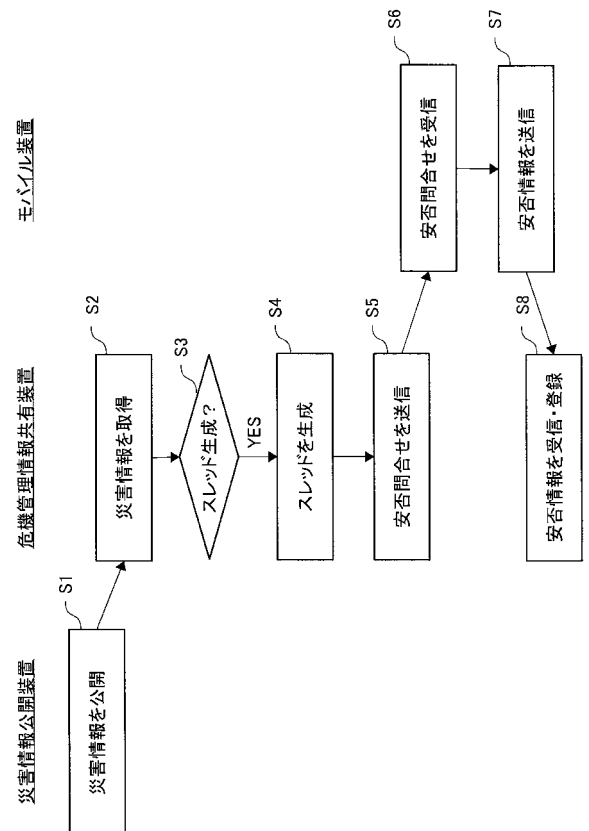 災害情報公開装置
危機管理情報共有装置
モバイル装置
S1
災害情報を公開
S2
災害情報を取得
S3
スレッド生成？
YES
S4
スレッドを生成
S5
安否問合せを送信
S6
安否問合せを受信
S7
安否情報を送信
S8
安否情報を受信・登録